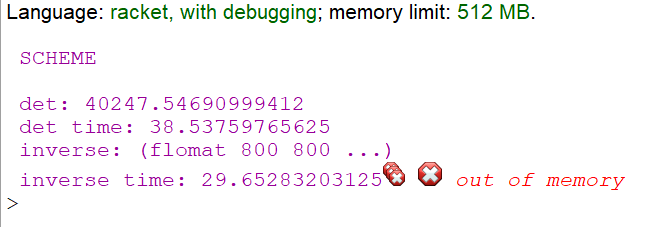 Language: racket, with debugging; memory limit: 512 MB.
SCHEME
det: 40247.54690999412
det time: 38.53759765625
inverse: (flomat 800 800 ...)
inverse time: 29.65283203125 out of memory
>